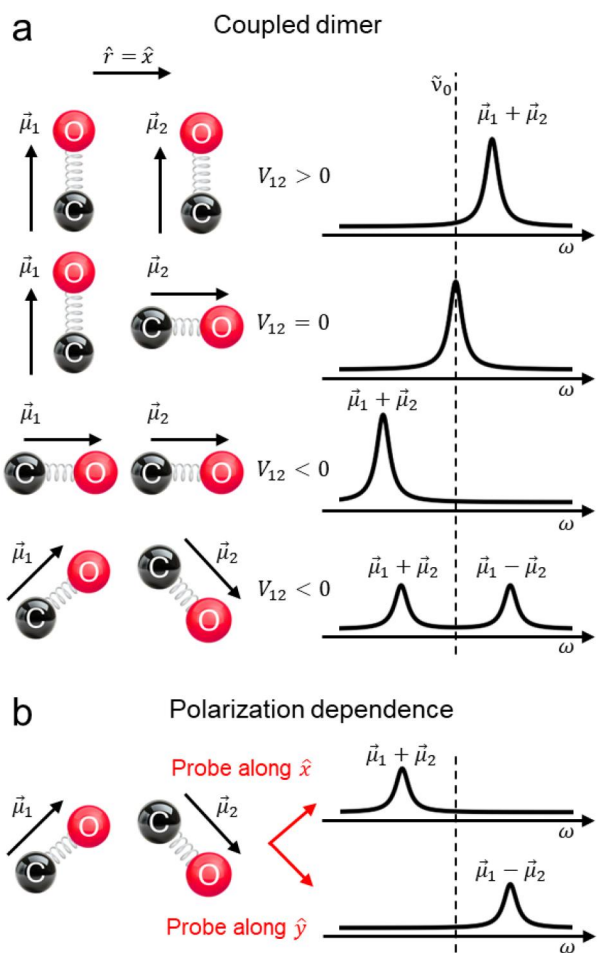 a
Coupled dimer
r̂ = x̂
ṽ₀
μ⃗₁
O
μ⃗₂
O
μ⃗₁ + μ⃗₂
V₁₂ > 0
C
C
ω
μ⃗₁
O
μ⃗₂
C
C O
V₁₂ = 0
ω
μ⃗₁ + μ⃗₂
μ⃗₁
μ⃗₂
C O
C O
V₁₂ < 0
ω
μ⃗₁
O
C
C
μ⃗₂
O
V₁₂ < 0
μ⃗₁ + μ⃗₂
μ⃗₁ − μ⃗₂
ω
b
Polarization dependence
μ⃗₁
O
C
C
μ⃗₂
O
Probe along x̂
μ⃗₁ + μ⃗₂
ω
Probe along ŷ
μ⃗₁ − μ⃗₂
ω